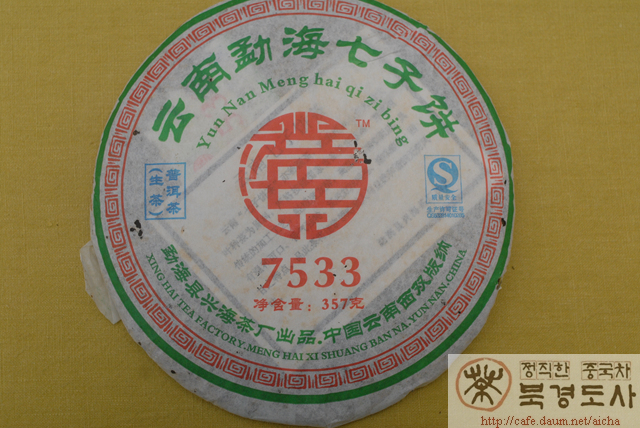 云南勐海七子饼
Yun Nan Meng hai qi zi bing
TM
普洱茶
(生茶)
7533
净含量：357克
勐海县兴海茶厂出品.中国云南西双版纳
XING HAI TEA FACTORY.MENG HAI XI SHUANG BAN NA.YUN NAN.CHINA
정직한 중국차
북경도사
http://cafe.daum.net/aicha